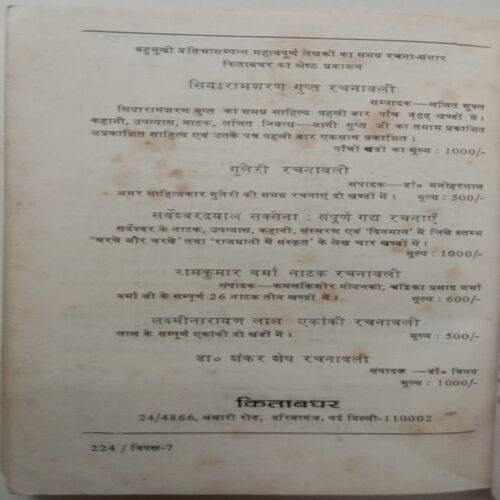 बहुमुखी प्रतिभासम्पन्न महत्वपूर्ण लेखकों का समग्र रचना-संसार
किताबघर का श्रेष्ठ प्रकाशन
सियारामशरण गुप्त रचनावली
सम्पादक—ललित शुक्ल
सियारामशरण गुप्त का समग्र साहित्य पहली बार पाँच वृहद् खण्डों में।
कहानी, उपन्यास, नाटक, ललित निबन्ध—यानी गुप्त जी का तमाम प्रकाशित
अप्रकाशित साहित्य एवं उनके पत्र पहली बार एकसाथ प्रकाशित।
पाँचों खंडों का मूल्य : 1000/-
गुलेरी रचनावली
संपादक—डॉ० मनोहरलाल
अमर साहित्यकार गुलेरी की समग्र रचनाएं दो खण्डों में। मूल्य : 500/-
सर्वेश्वरदयाल सक्सेना : संपूर्ण गद्य रचनाएँ
सर्वेश्वर के नाटक, उपन्यास, कहानी, संस्मरण एवं 'दिनमान' में लिखे स्तम्भ
'चरचे और चरखे' तथा 'राजधानी में संस्कृत' के लेख चार खण्डों में।
मूल्य : 1000/-
रामकुमार वर्मा नाटक रचनावली
संपादक—कमलकिशोर गोयनका, चंद्रिका प्रसाद शर्मा
वर्मा जी के सम्पूर्ण 26 नाटक तीन खण्डों में। मूल्य : 600/-
लक्ष्मीनारायण लाल एकांकी रचनावली
लाल के सम्पूर्ण एकांकी दो खंडों में। मूल्य : 500/-
डा० शंकर शेष रचनावली
संपादक—डॉ० विनय
मूल्य : 1000/-
किताबघर
24/4866, अंसारी रोड, दरियागंज, नई दिल्ली-110002
224 / विपक्ष-7